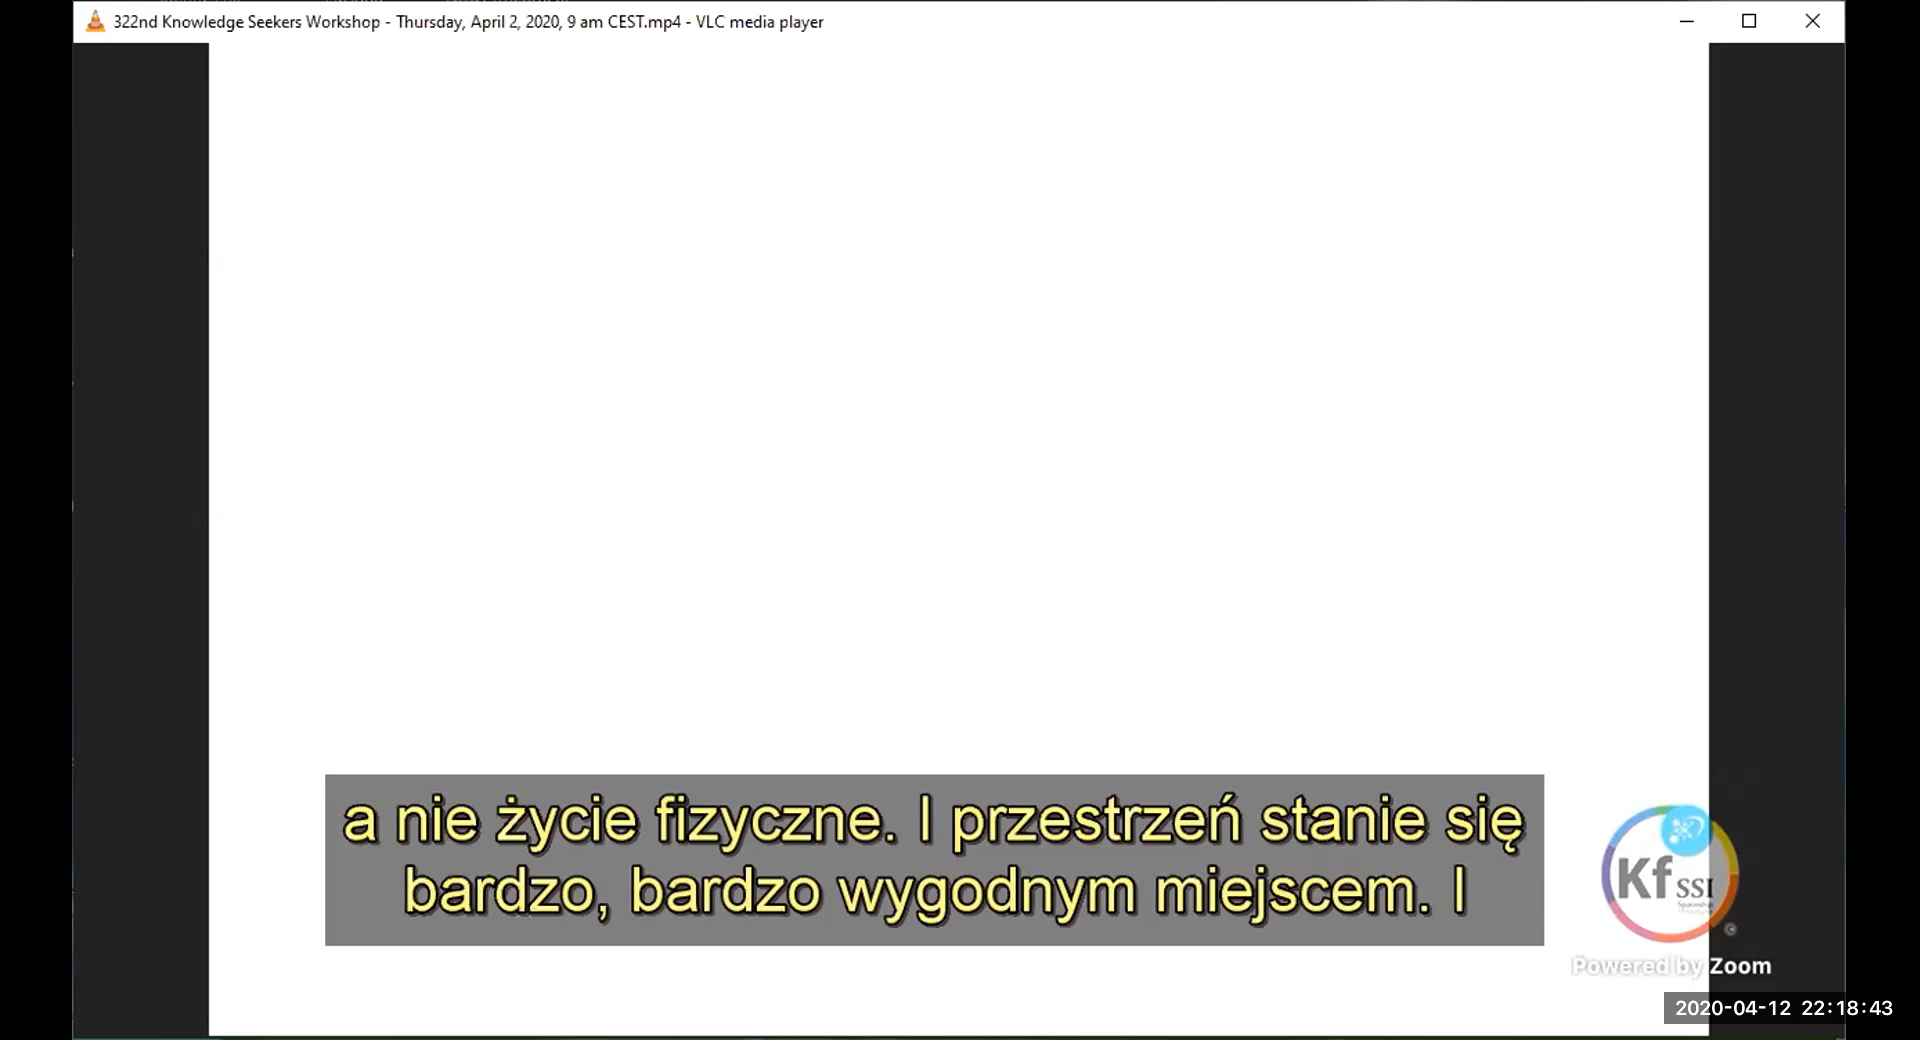 322nd Knowledge Seekers Workshop - Thursday, April 2, 2020, 9 am CEST.mp4 - VLC media player
a nie życie fizyczne. I przestrzeń stanie się
bardzo, bardzo wygodnym miejscem. I
Kf SSI
©
Powered by Zoom
2020-04-12 22:18:43